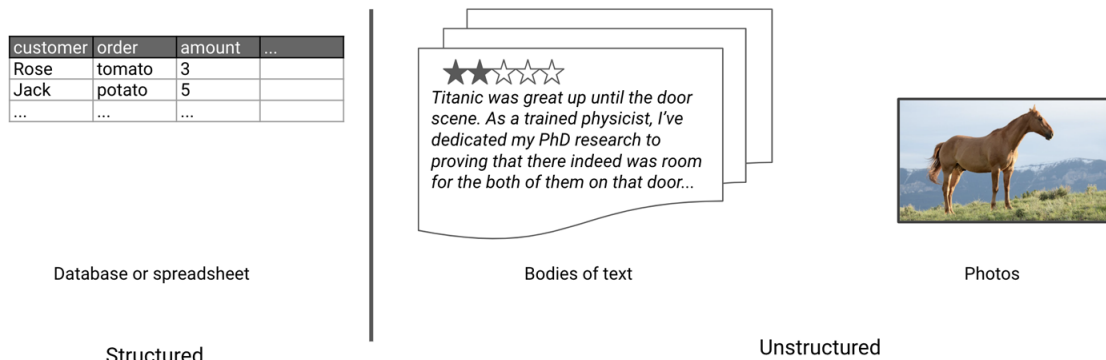 customer order amount ...
Rose tomato 3
Jack potato 5
... ... ...
Database or spreadsheet
Structured
Titanic was great up until the door
scene. As a trained physicist, I've
dedicated my PhD research to
proving that there indeed was room
for the both of them on that door...
Bodies of text
Photos
Unstructured